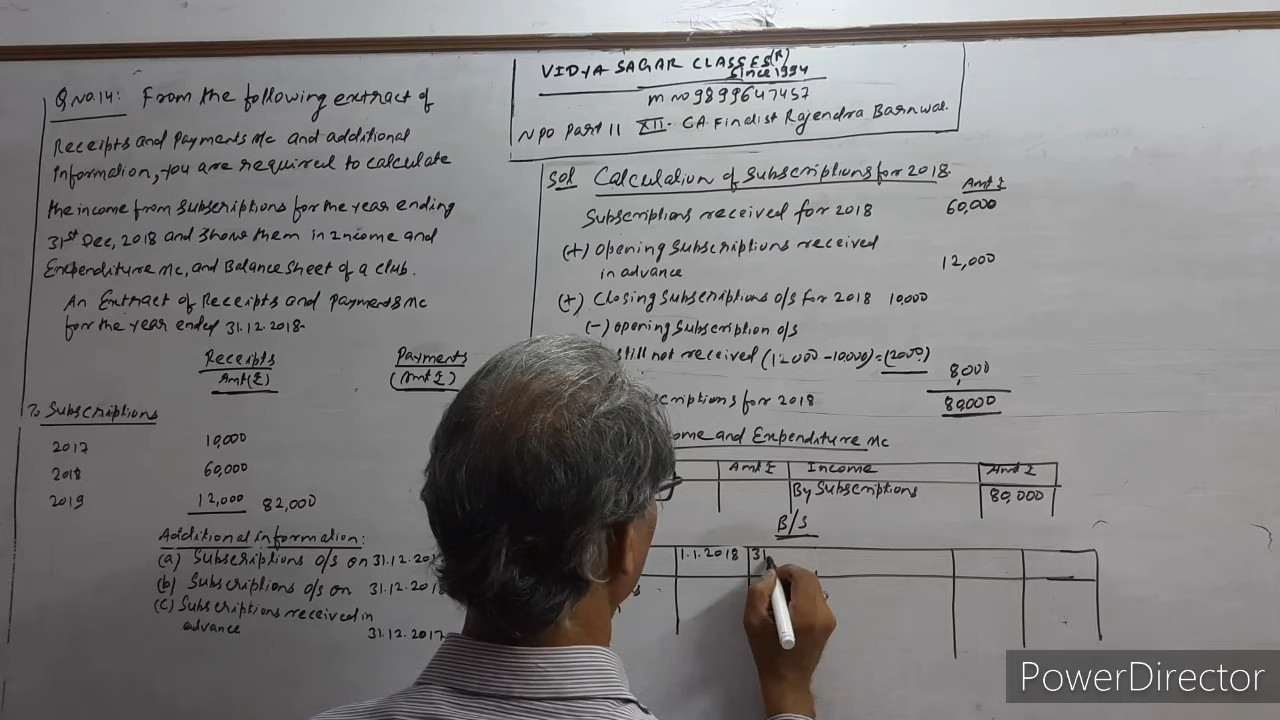 Q No.14: From the following extract of
Receipts and Payments A/c and additional
information, you are required to calculate
the income from subscriptions for the year ending
31st Dec, 2018 and show them in Income and
Expenditure A/c, and Balance Sheet of a club.
An Extract of Receipts and Payments A/c
for the year ended 31.12.2018.
Receipts
Amt(₹)
Payments
(Amt ₹)
To Subscriptions
2017 10,000
2018 60,000
2019 12,000 82,000
Additional information:
(a) Subscriptions o/s on 31.12.201
(b) Subscriptions o/s on 31.12.2018
(c) Subscriptions received in
advance 31.12.2017
VIDYA SAGAR CLASSES(R)
Since 1994
m no 9899647457
NPO Part 11 XII - CA Finalist Rajendra Barnwal.
Sol Calculation of Subscriptions for 2018.
Amt ₹
Subscriptions received for 2018 60,000
(+) Opening Subscriptions received
in advance 12,000
(+) Closing Subscriptions o/s for 2018 10,000
(-) Opening Subscription o/s
still not received (12000-10000)=(2000) 8,000
scriptions for 2018 80,000
ome and Expenditure A/c
Amt ₹ Income Amt ₹
By Subscriptions 80,000
B/S
1.1.2018 31
PowerDirector